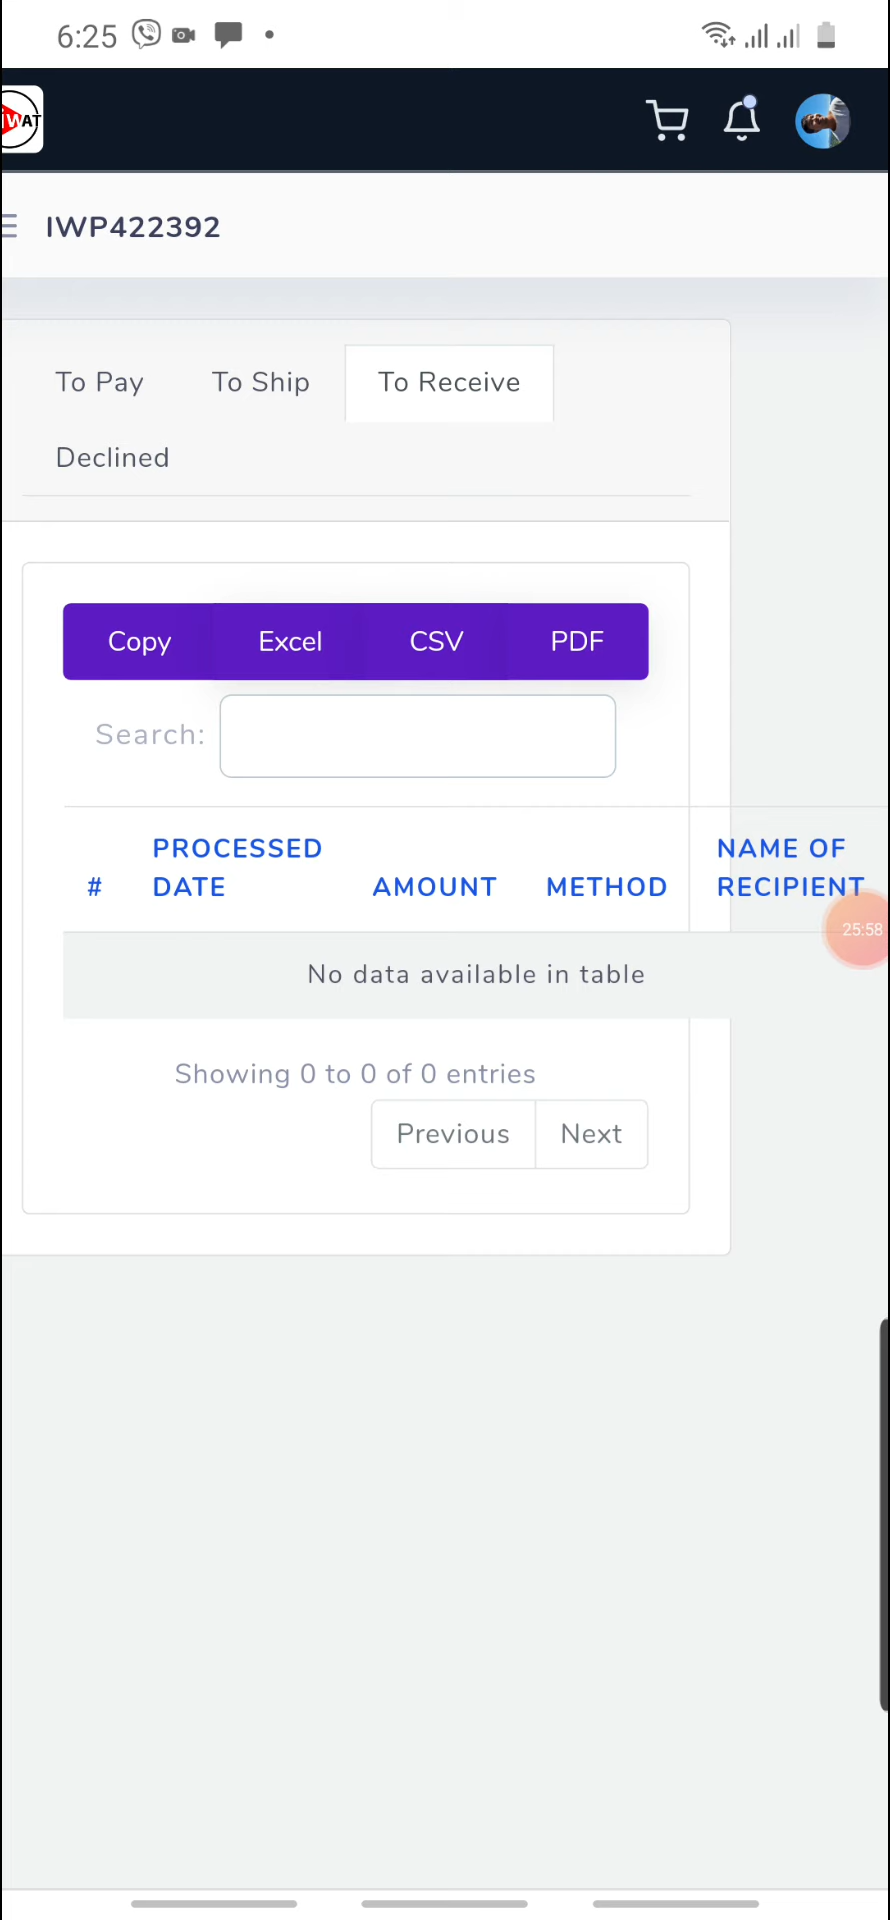 6:25
iWAT
IWP422392
To Pay To Ship To Receive
Declined
Copy Excel CSV PDF
Search:
# PROCESSED DATE AMOUNT METHOD NAME OF RECIPIENT
25:58
No data available in table
Showing 0 to 0 of 0 entries
Previous Next